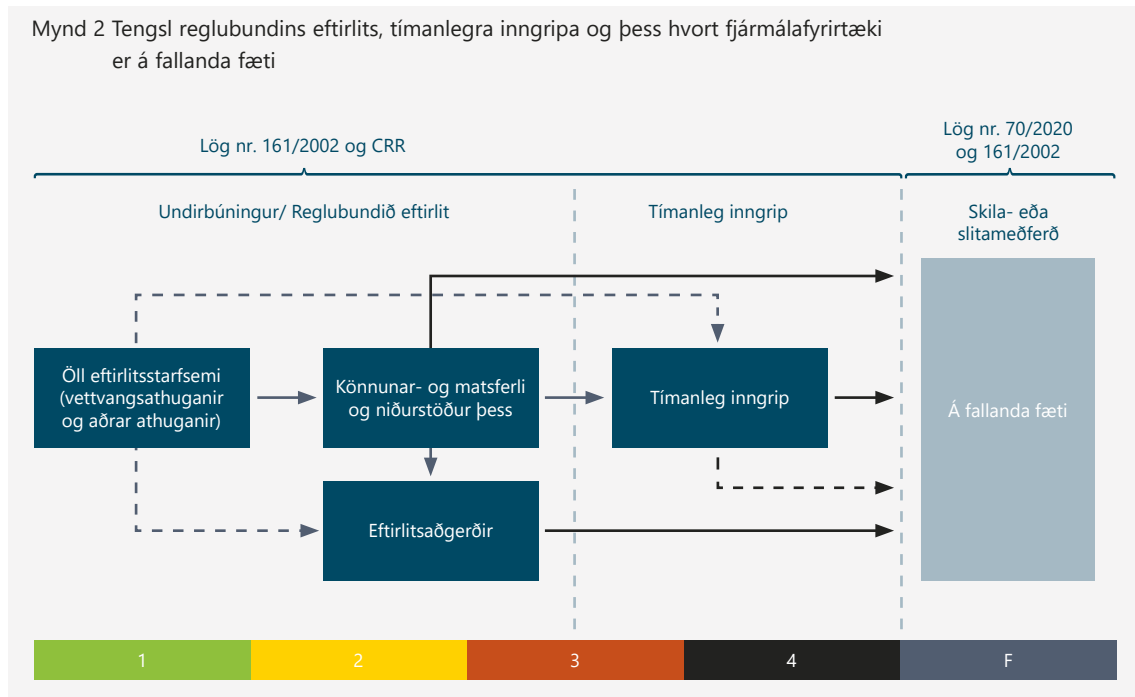 Mynd 2 Tengsl reglubundins eftirlits, tímanlegra inngripa og þess hvort fjármálafyrirtæki
er á fallanda fæti
Lög nr. 161/2002 og CRR
Lög nr. 70/2020
og 161/2002
Undirbúningur/ Reglubundið eftirlit
Tímanleg inngrip
Skila- eða
slitameðferð
Öll eftirlitsstarfsemi
(vettvangsathuganir
og aðrar athuganir)
Könnunar- og matsferli
og niðurstöður þess
Tímanleg inngrip
Á fallanda fæti
Eftirlitsaðgerðir
1
2
3
4
F